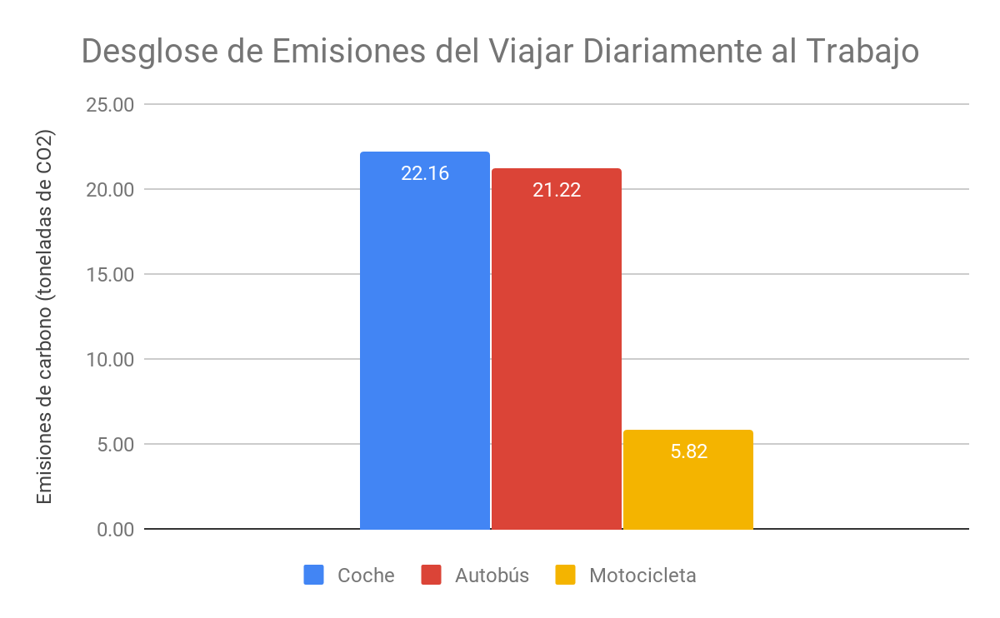 Desglose de Emisiones del Viajar Diariamente al Trabajo
Emisiones de carbono (toneladas de CO2)
25.00
20.00
15.00
10.00
5.00
0.00
22.16
21.22
5.82
Coche
Autobús
Motocicleta